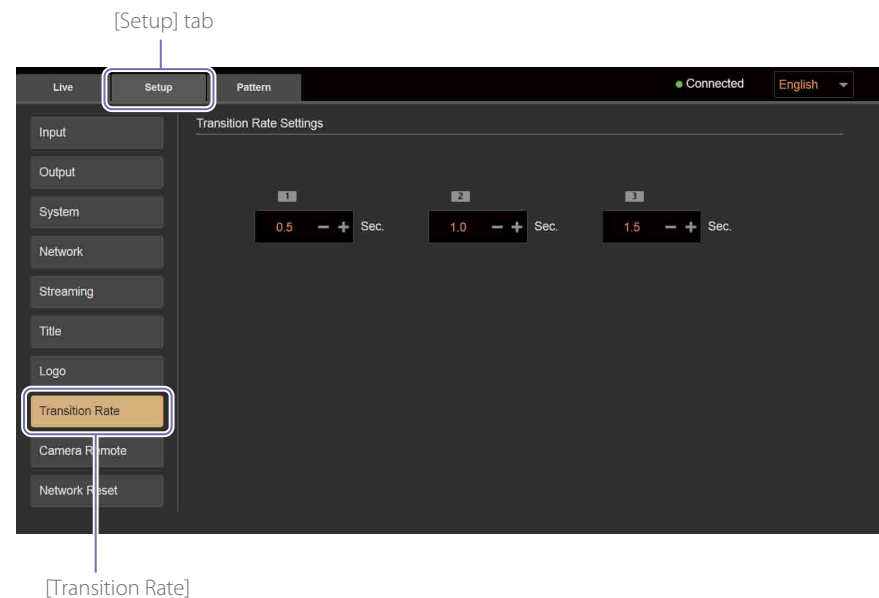 [Setup] tab
Live Setup Pattern Connected English
Transition Rate Settings
Input
Output
System
Network
Streaming
Title
Logo
Transition Rate
Camera Remote
Network Reset
1 2 3
0.5 − + Sec. 1.0 − + Sec. 1.5 − + Sec.
[Transition Rate]